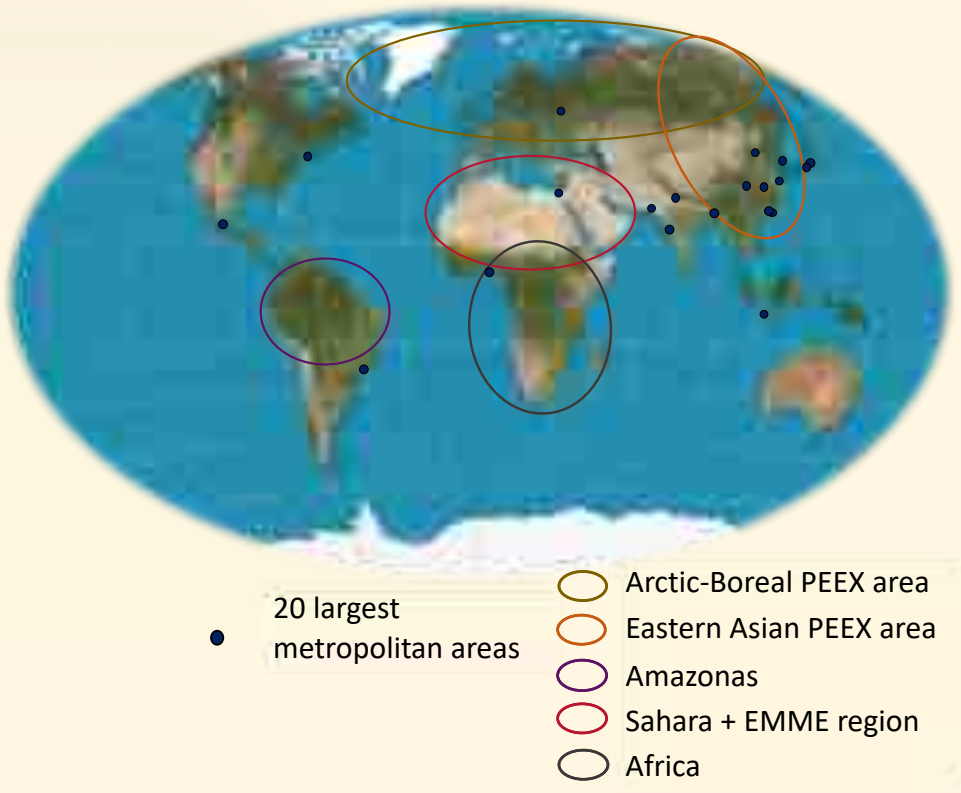 20 largest
metropolitan areas
Arctic-Boreal PEEX area
Eastern Asian PEEX area
Amazonas
Sahara + EMME region
Africa